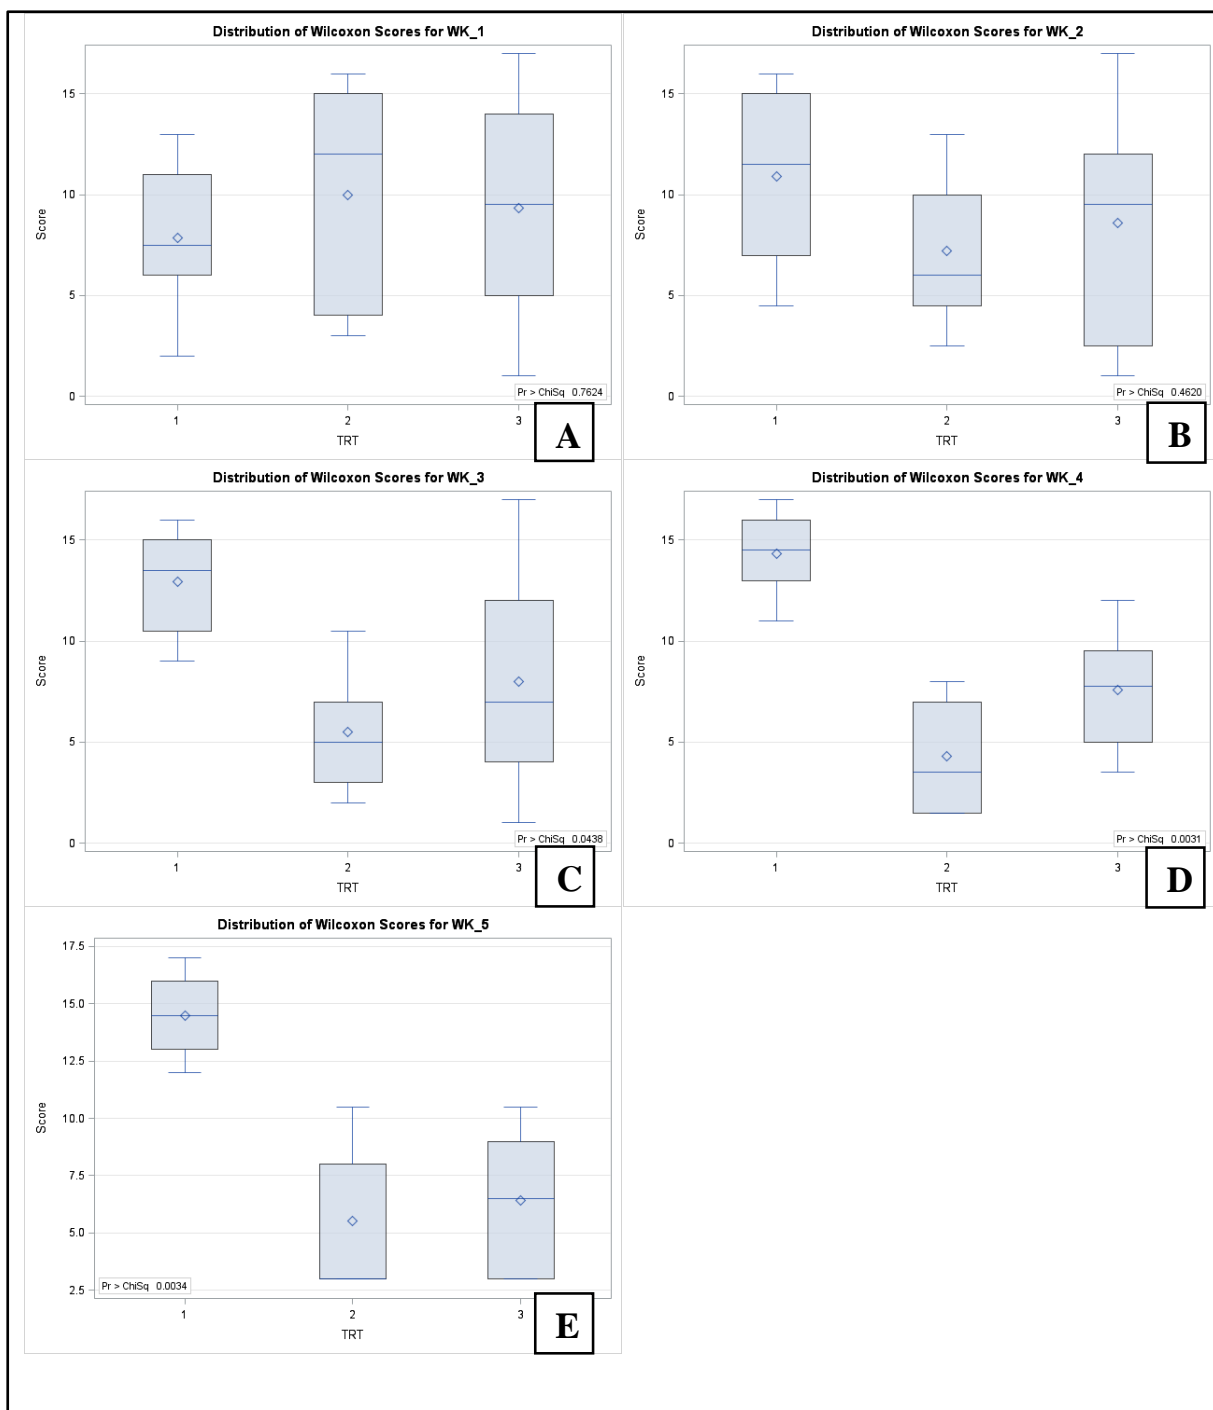 Distribution of Wilcoxon Scores for WK_1
15
10
5
0
Score
Pr > ChiSq 0.7624
1 2 3
TRT
A
Distribution of Wilcoxon Scores for WK_2
15
10
5
0
Score
Pr > ChiSq 0.4620
1 2 3
TRT
B
Distribution of Wilcoxon Scores for WK_3
15
10
5
0
Score
Pr > ChiSq 0.0438
1 2 3
TRT
C
Distribution of Wilcoxon Scores for WK_4
15
10
5
0
Score
Pr > ChiSq 0.0031
1 2 3
TRT
D
Distribution of Wilcoxon Scores for WK_5
17.5
15.0
12.5
10.0
7.5
5.0
2.5
Score
Pr > ChiSq 0.0034
1 2 3
TRT
E